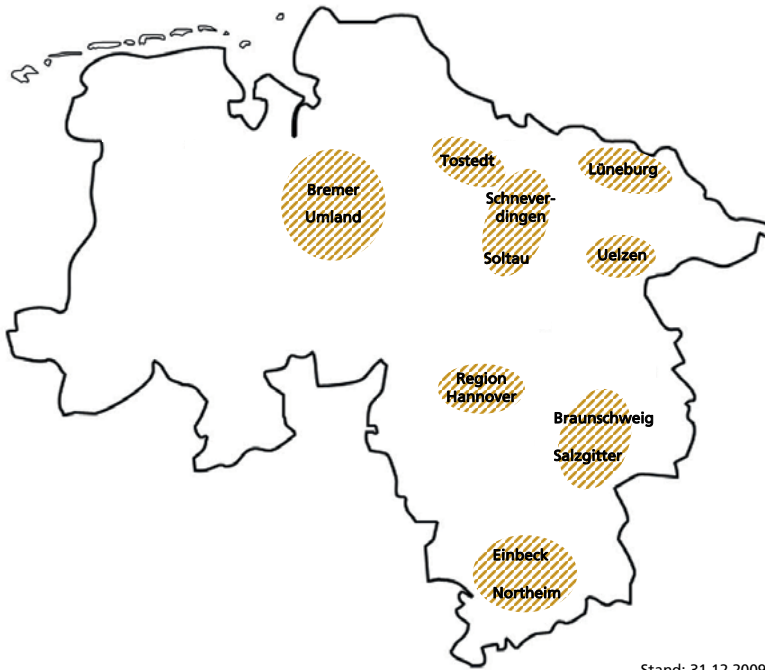 Tostedt
Lüneburg
Bremer
Umland
Schnever-
dingen
Soltau
Uelzen
Region
Hannover
Braunschweig
Salzgitter
Einbeck
Northeim
Stand: 31.12.2009